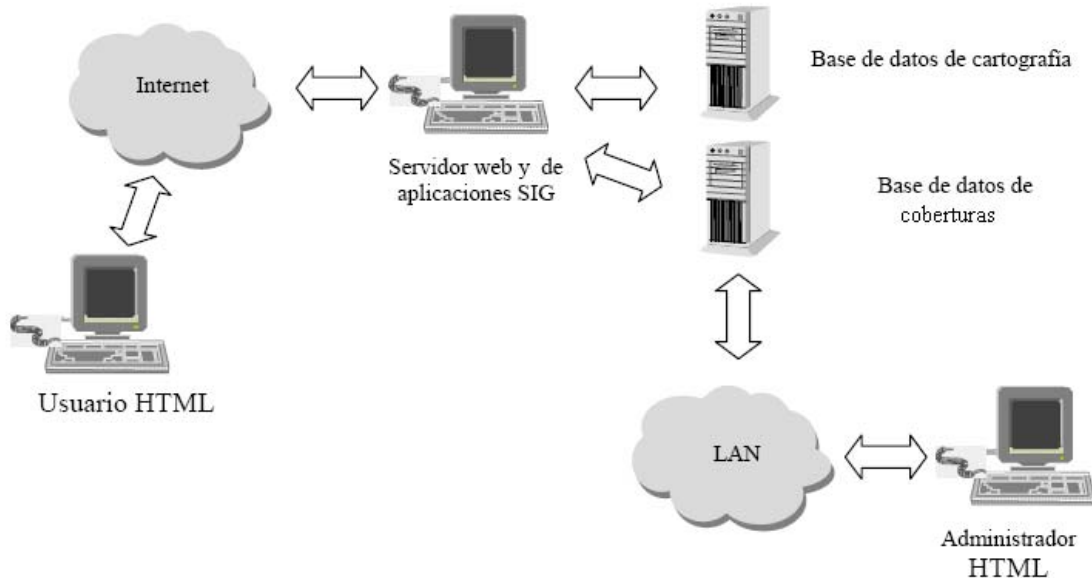 Internet
Base de datos de cartografía
Servidor web y de
aplicaciones SIG
Base de datos de
coberturas
Usuario HTML
LAN
Administrador
HTML